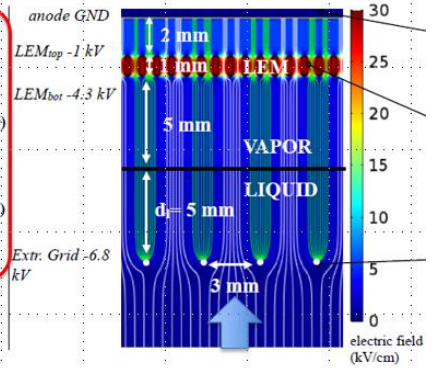 anode GND
2 mm
LEMtop -1 kV
mm
LEM
LEMbot -4.3 kV
5 mm
VAPOR
LIQUID
dl= 5 mm
Extr. Grid -6.8
kV
3 mm
30
25
20
15
10
5
0
electric field
(kV/cm)